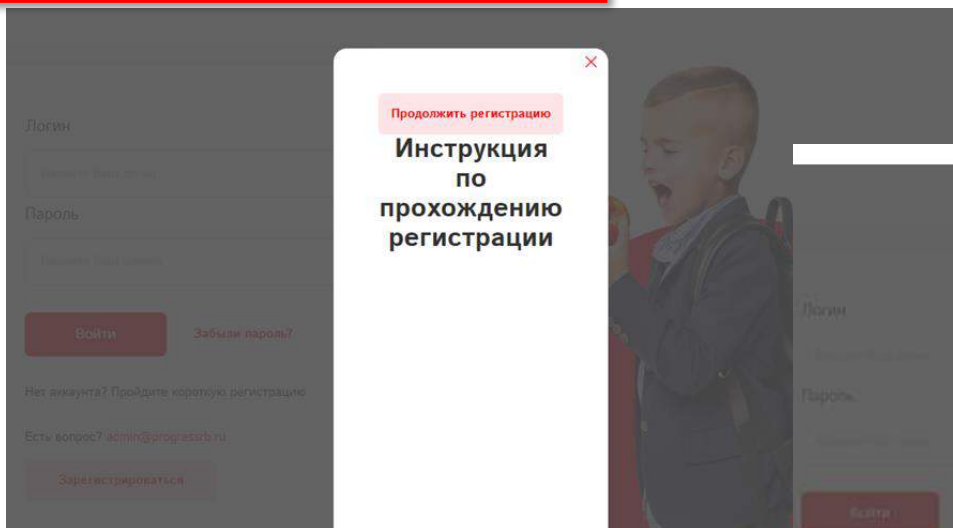 Логин
Пароль
Войти
Забыли пароль?
Нет аккаунта? Пройдите короткую регистрацию
Есть вопрос? admin@progressrb.ru
Зарегистрироваться
Продолжить регистрацию
Инструкция
по
прохождению
регистрации
Логин
Пароль
Войти